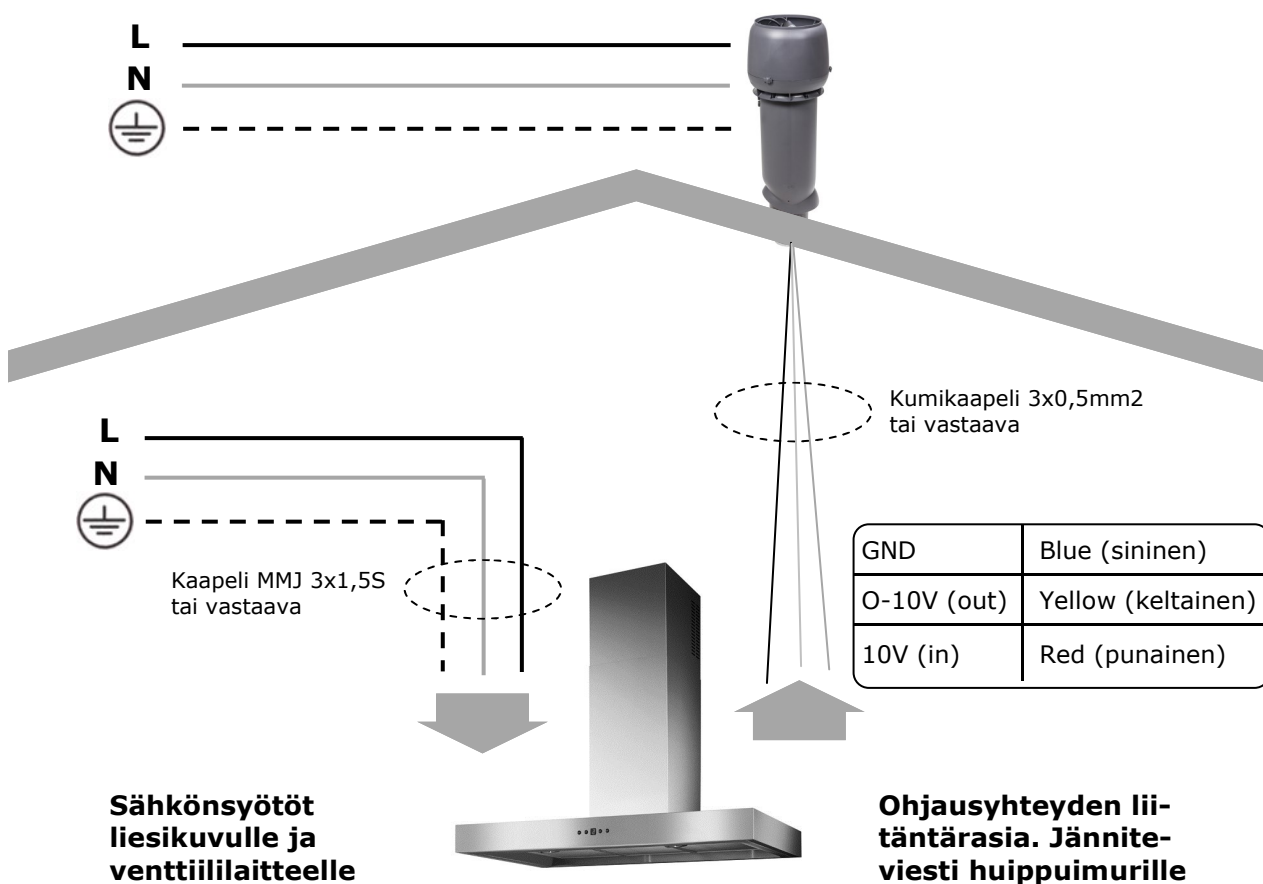 L
N
Kumikaapeli 3x0,5mm2
tai vastaava
L
N
Kaapeli MMJ 3x1,5S
tai vastaava
GND Blue (sininen)
O-10V (out) Yellow (keltainen)
10V (in) Red (punainen)
Sähkönsyötöt
liesikuvulle ja
venttiililaitteelle
Ohjausyhteyden lii-
täntärasia. Jännite-
viesti huippuimurille